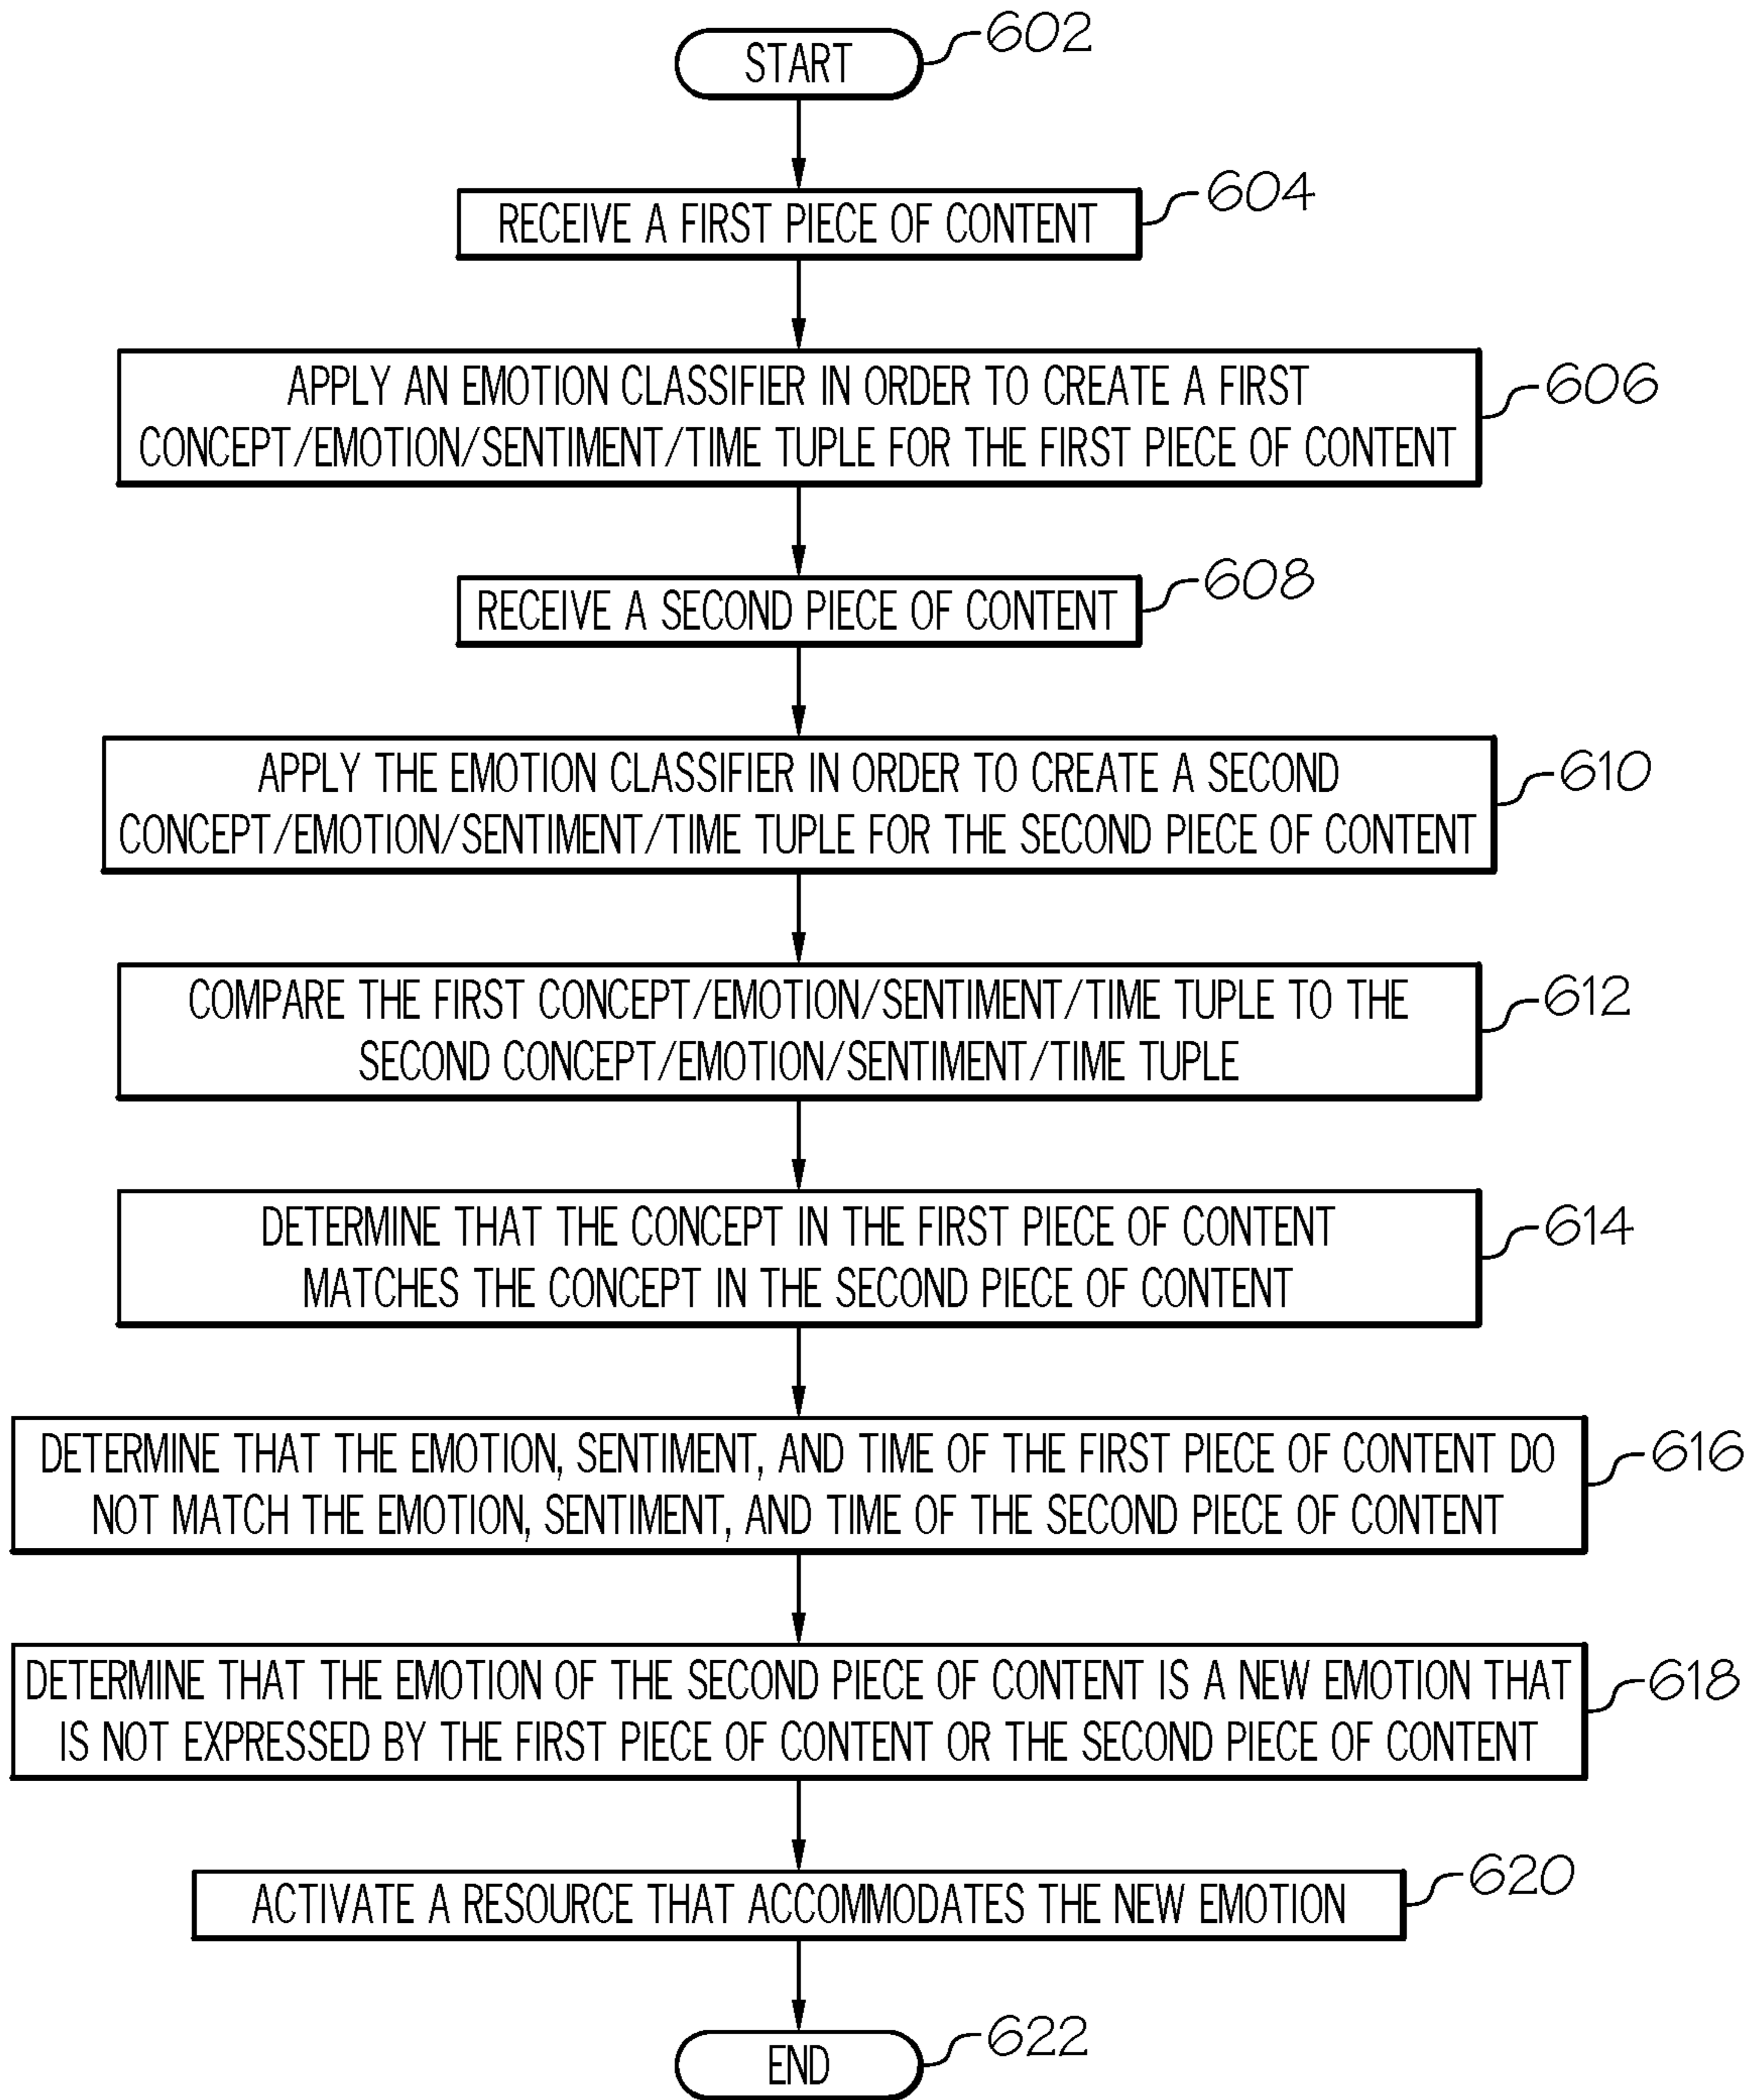 START
602
RECEIVE A FIRST PIECE OF CONTENT
604
APPLY AN EMOTION CLASSIFIER IN ORDER TO CREATE A FIRST
CONCEPT/EMOTION/SENTIMENT/TIME TUPLE FOR THE FIRST PIECE OF CONTENT
606
RECEIVE A SECOND PIECE OF CONTENT
608
APPLY THE EMOTION CLASSIFIER IN ORDER TO CREATE A SECOND
CONCEPT/EMOTION/SENTIMENT/TIME TUPLE FOR THE SECOND PIECE OF CONTENT
610
COMPARE THE FIRST CONCEPT/EMOTION/SENTIMENT/TIME TUPLE TO THE
SECOND CONCEPT/EMOTION/SENTIMENT/TIME TUPLE
612
DETERMINE THAT THE CONCEPT IN THE FIRST PIECE OF CONTENT
MATCHES THE CONCEPT IN THE SECOND PIECE OF CONTENT
614
DETERMINE THAT THE EMOTION, SENTIMENT, AND TIME OF THE FIRST PIECE OF CONTENT DO
NOT MATCH THE EMOTION, SENTIMENT, AND TIME OF THE SECOND PIECE OF CONTENT
616
DETERMINE THAT THE EMOTION OF THE SECOND PIECE OF CONTENT IS A NEW EMOTION THAT
IS NOT EXPRESSED BY THE FIRST PIECE OF CONTENT OR THE SECOND PIECE OF CONTENT
618
ACTIVATE A RESOURCE THAT ACCOMMODATES THE NEW EMOTION
620
END
622